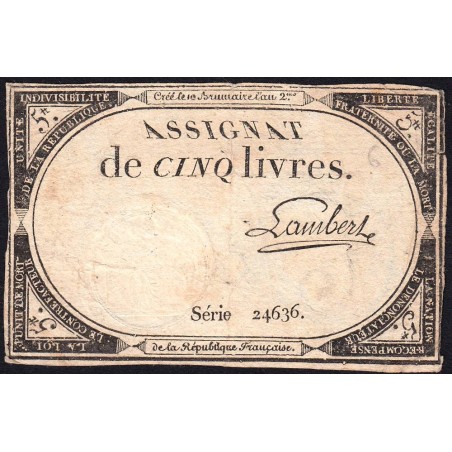 Créé le 10 Brumaire l'an 2.me
UNITÉ INDIVISIBILITÉ
DE LA RÉPUBLIQUE
LIBERTÉ EGALITÉ
FRATERNITÉ OU LA MORT
5#
5#
ASSIGNAT
de CINQ livres.
Lambert
Série 24636.
LA LOI PUNIT DE MORT
LE CONTREFACTEUR
LA NATION RÉCOMPENSE
LE DÉNONCIATEUR
5#
5#
de la République Française.